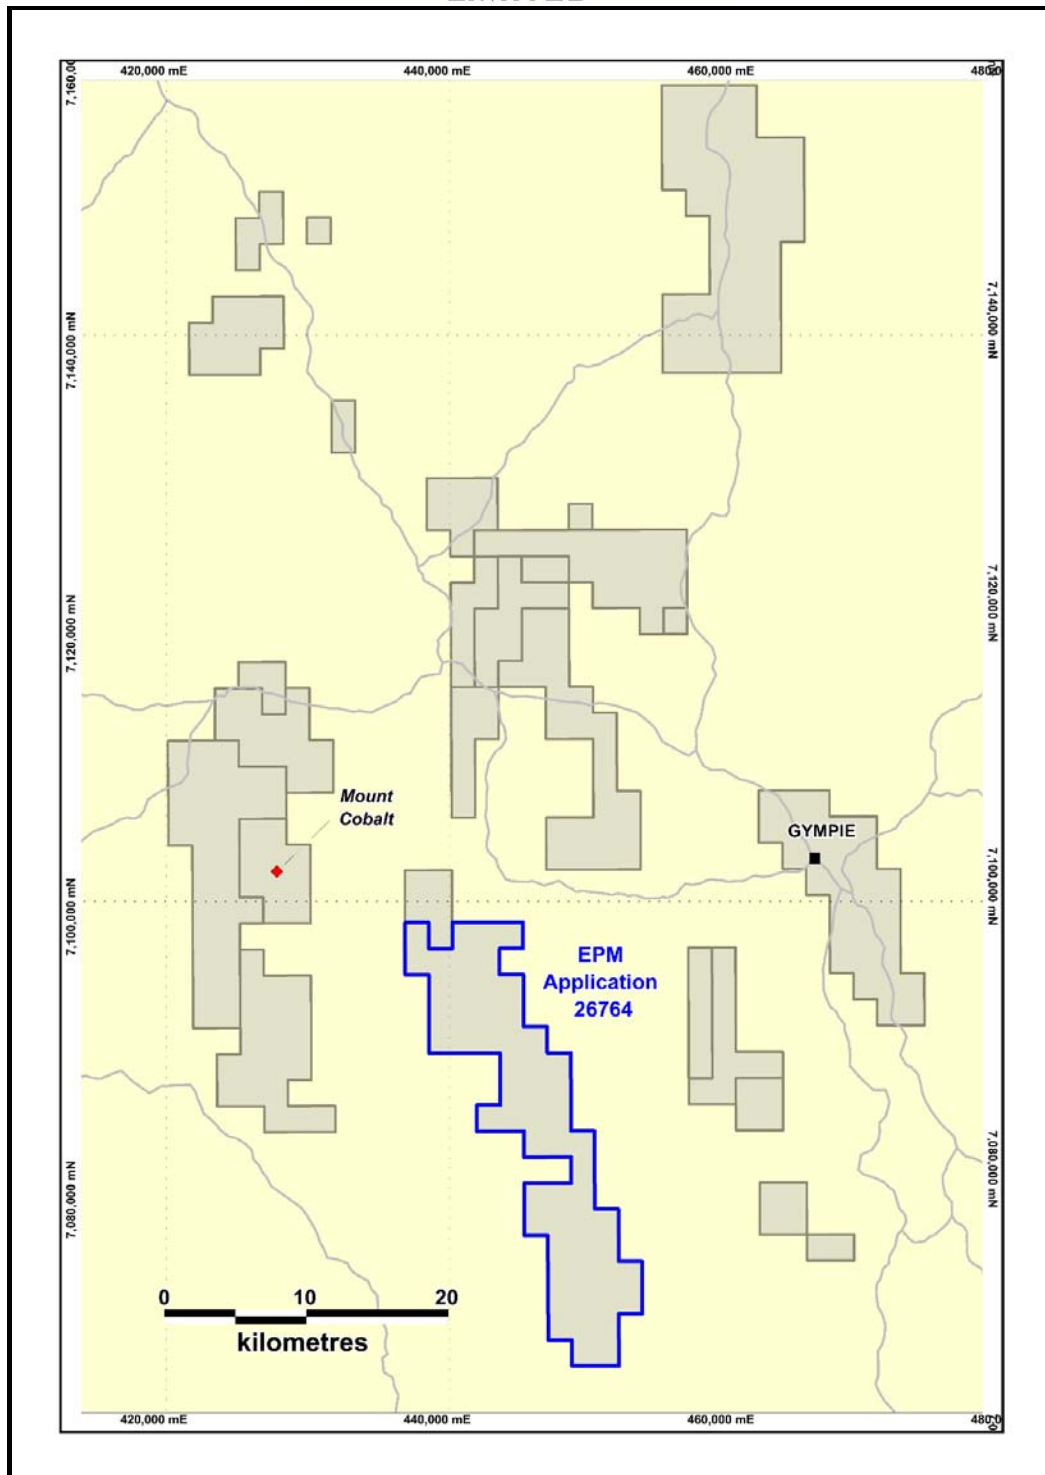 420,000 mE
440,000 mE
460,000 mE
7,140,000 mN
7,140,000 mN
7,120,000 mN
7,120,000 mN
Mount
Cobalt
GYMPIE
7,100,000 mN
7,100,000 mN
EPM
Application
26764
7,080,000 mN
7,080,000 mN
0 10 20
kilometres
420,000 mE
440,000 mE
460,000 mE